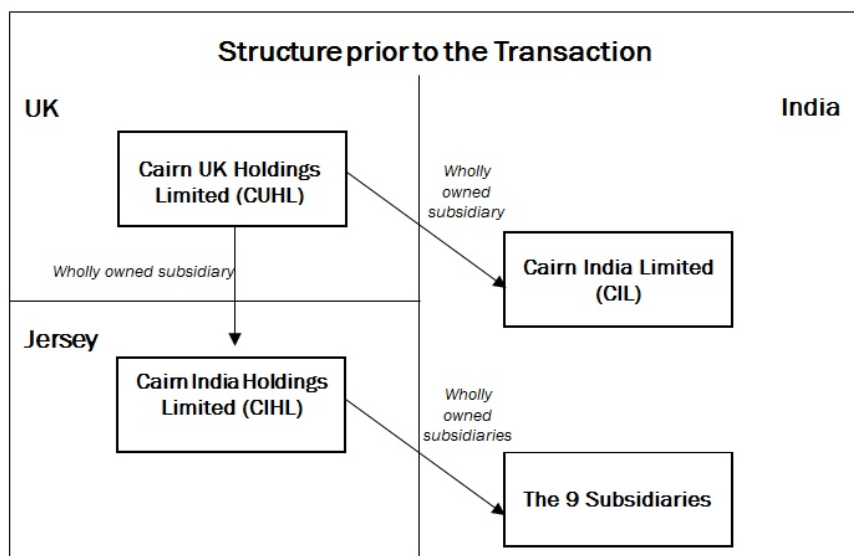 Structure prior to the Transaction
UK
India
Cairn UK Holdings
Limited (CUHL)
Wholly
owned
subsidiary
Wholly owned subsidiary
Cairn India Limited
(CIL)
Jersey
Cairn India Holdings
Limited (CIHL)
Wholly
owned
subsidiaries
The 9 Subsidiaries